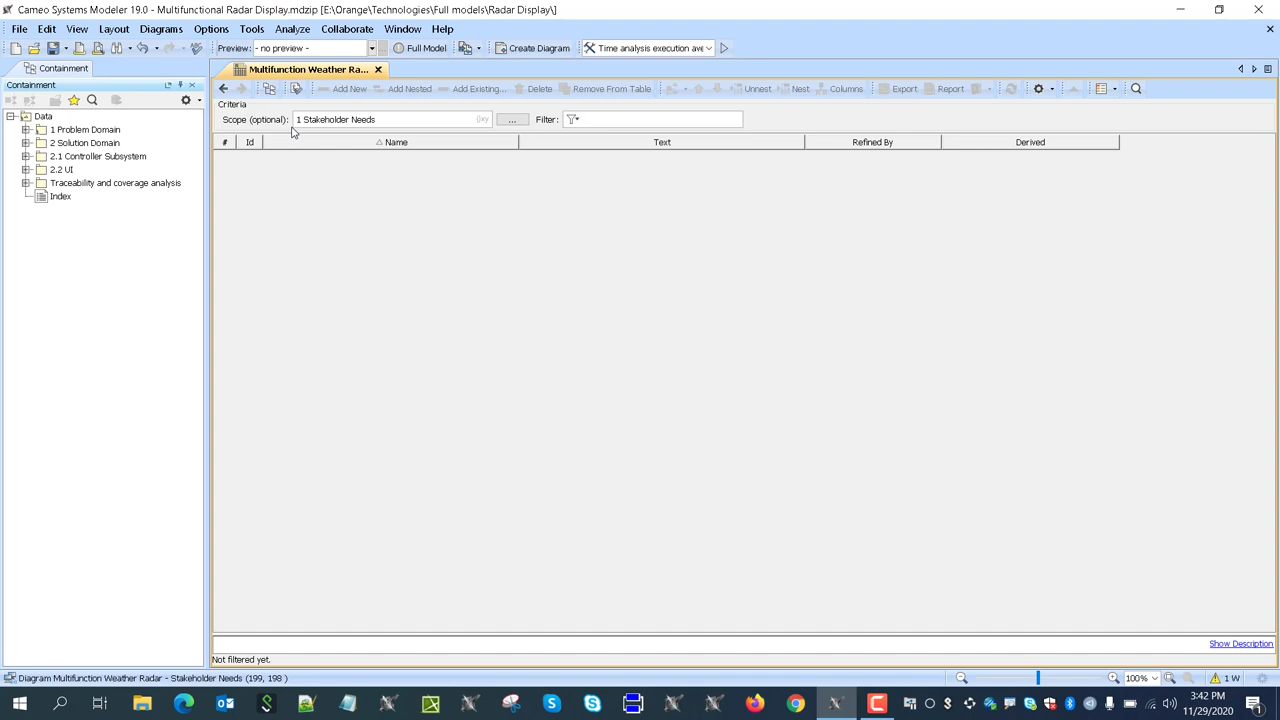 Cameo Systems Modeler 19.0 - Multifunctional Radar Display.mdzip [E:\Orange\Technologies\Full models\Radar Display\]
File Edit View Layout Diagrams Options Tools Analyze Collaborate Window Help
Preview: - no preview - Full Model Create Diagram Time analysis execution ave
Containment
Containment
Data
1 Problem Domain
2 Solution Domain
2.1 Controller Subsystem
2.2 UI
Traceability and coverage analysis
Index
Multifunction Weather Ra...
Add New Add Nested Add Existing... Delete Remove From Table Unnest Nest Columns Export Report
Criteria
Scope (optional): 1 Stakeholder Needs ... Filter:
# Id Name Text Refined By Derived
Show Description
Not filtered yet.
Diagram Multifunction Weather Radar - Stakeholder Needs (199, 198 ) 100% 1 W
3:42 PM
11/29/2020